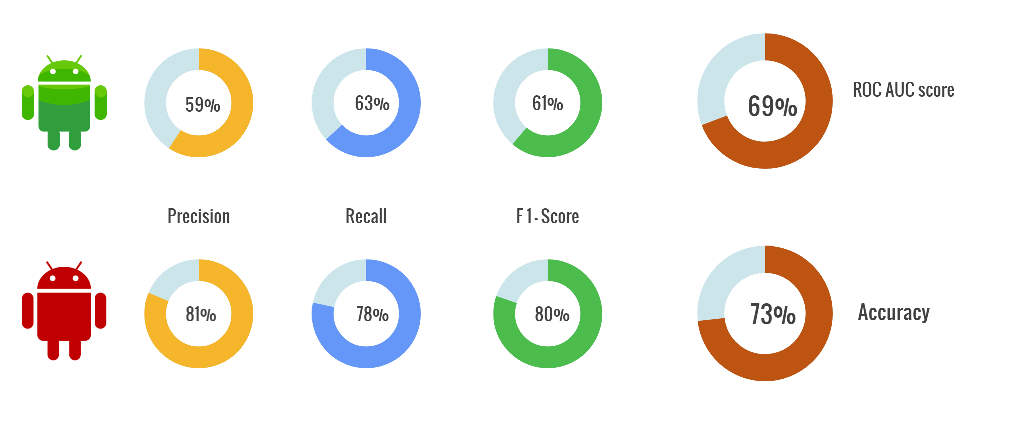 59%
63%
61%
69%
ROC AUC score
Precision
Recall
F1-Score
81%
78%
80%
73%
Accuracy